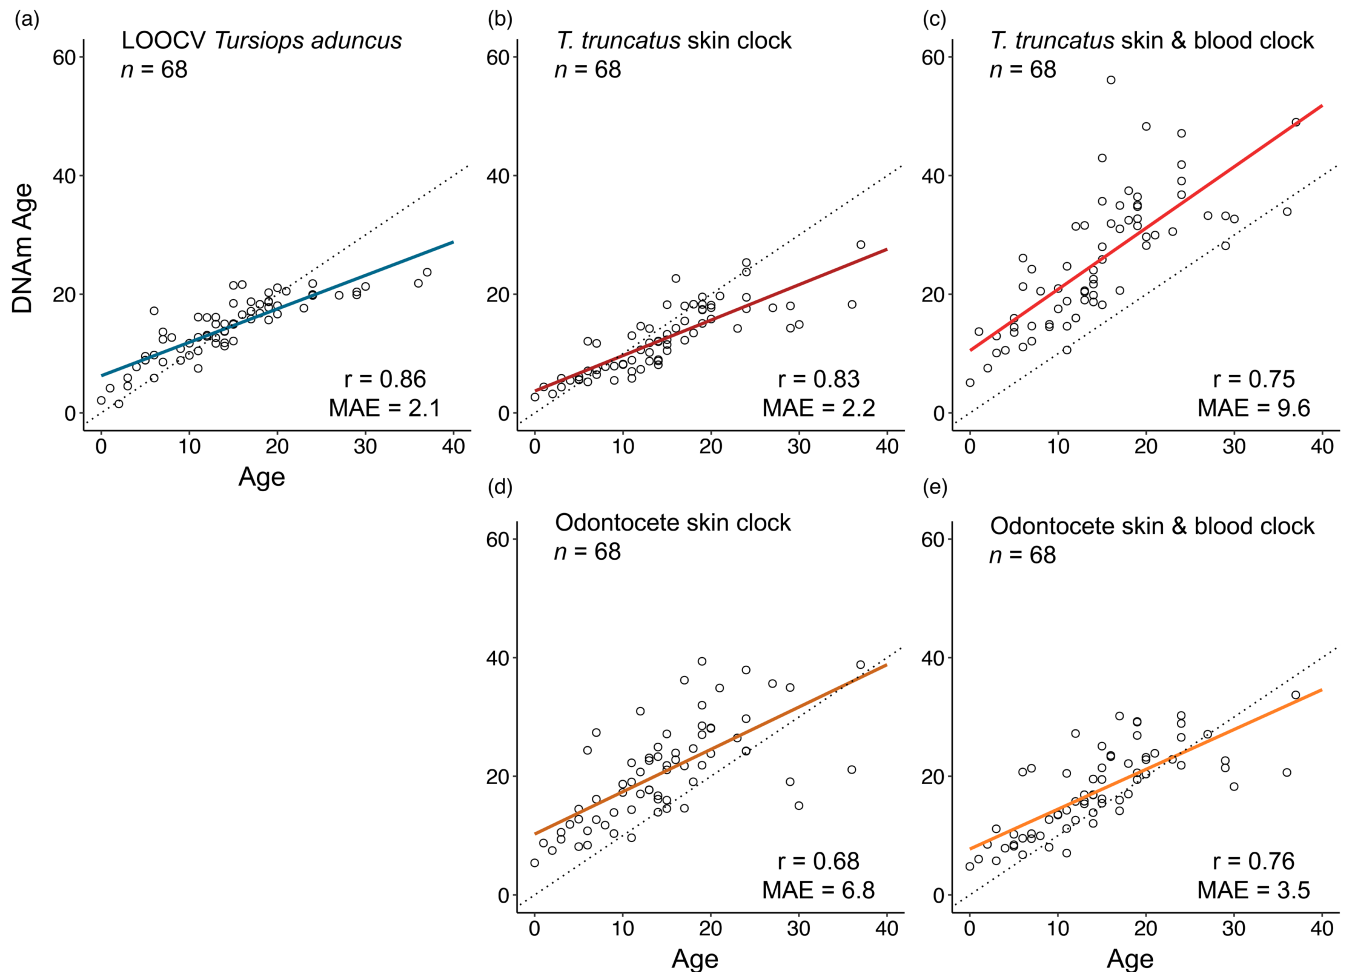 (a)
LOOCV Tursiops aduncus
n = 68
60
40
20
0
DNAm Age
r = 0.86
MAE = 2.1
0 10 20 30 40
Age
(b)
T. truncatus skin clock
n = 68
60
40
20
0
r = 0.83
MAE = 2.2
0 10 20 30 40
(c)
T. truncatus skin & blood clock
n = 68
60
40
20
0
r = 0.75
MAE = 9.6
0 10 20 30 40
(d)
Odontocete skin clock
n = 68
60
40
20
0
r = 0.68
MAE = 6.8
0 10 20 30 40
Age
(e)
Odontocete skin & blood clock
n = 68
60
40
20
0
r = 0.76
MAE = 3.5
0 10 20 30 40
Age